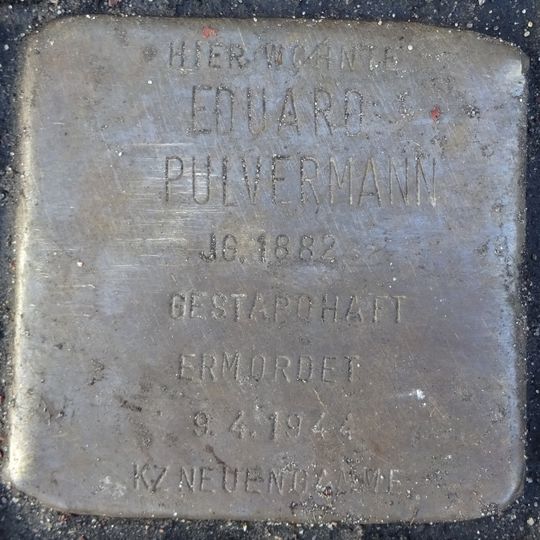 HIER WOHNTE
EDUARD
PULVERMANN
JG. 1882
GESTAPOHAFT
ERMORDET
9.4.1944
KZ NEUENGAMME